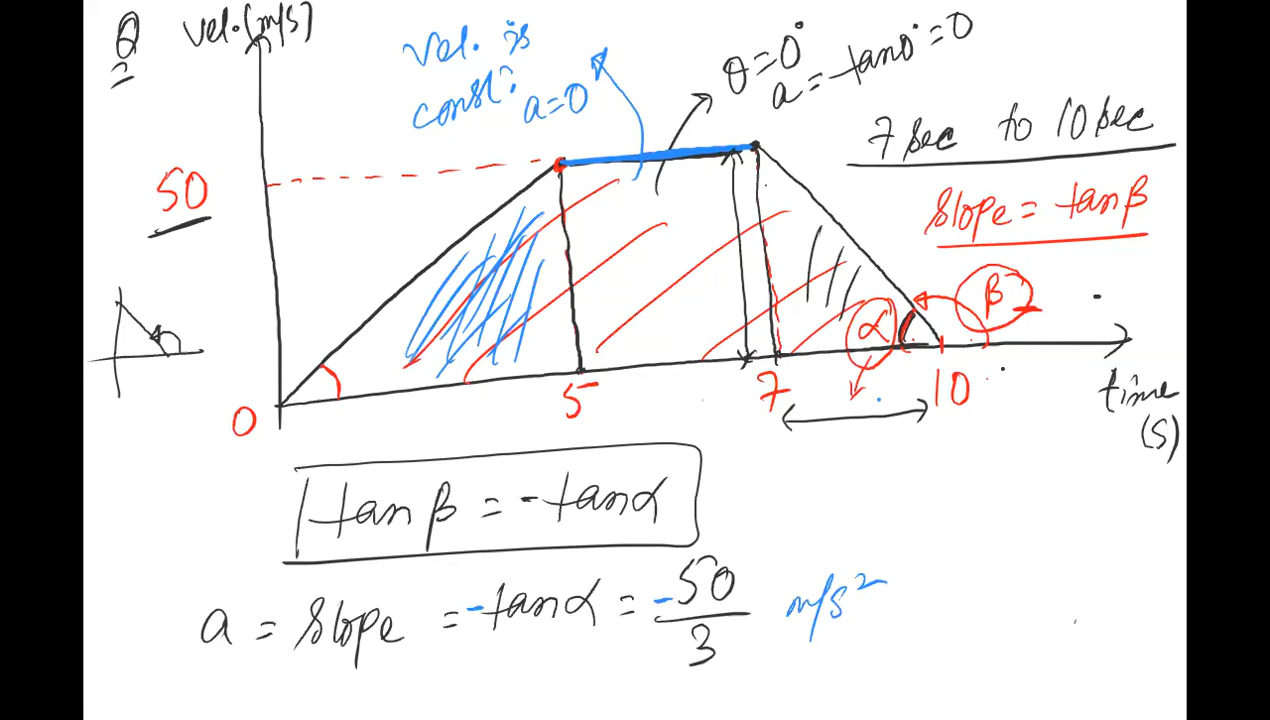 Q Vel.(m/s)
Vel. is
const.
a=0
θ=0°
a=tan0°=0
7 sec to 10 sec
50
slope = tanβ
β
α
0
5
7
10
time
(s)
tanβ = -tanα
a = slope = -tanα = -50/3 m/s²